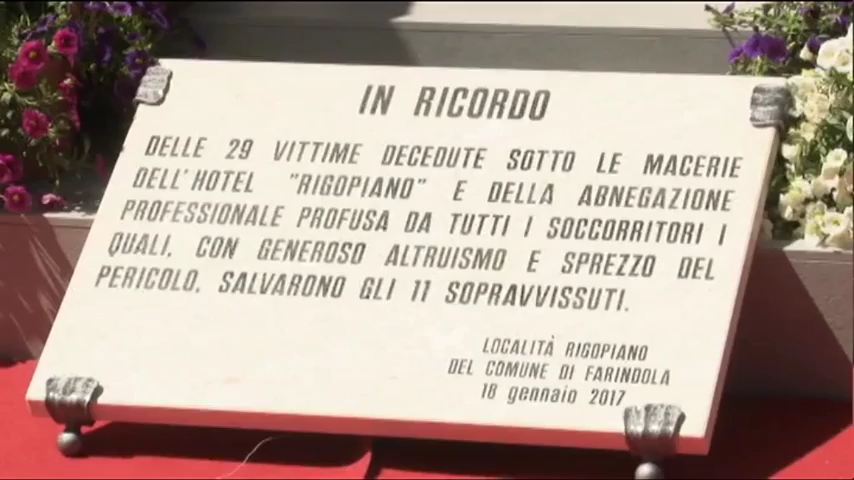 IN RICORDO
DELLE 29 VITTIME DECEDUTE SOTTO LE MACERIE
DELL'HOTEL "RIGOPIANO" E DELLA ABNEGAZIONE
PROFESSIONALE PROFUSA DA TUTTI I SOCCORRITORI I
QUALI, CON GENEROSO ALTRUISMO E SPREZZO DEL
PERICOLO, SALVARONO GLI 11 SOPRAVVISSUTI.
LOCALITÀ RIGOPIANO
DEL COMUNE DI FARINDOLA
18 gennaio 2017